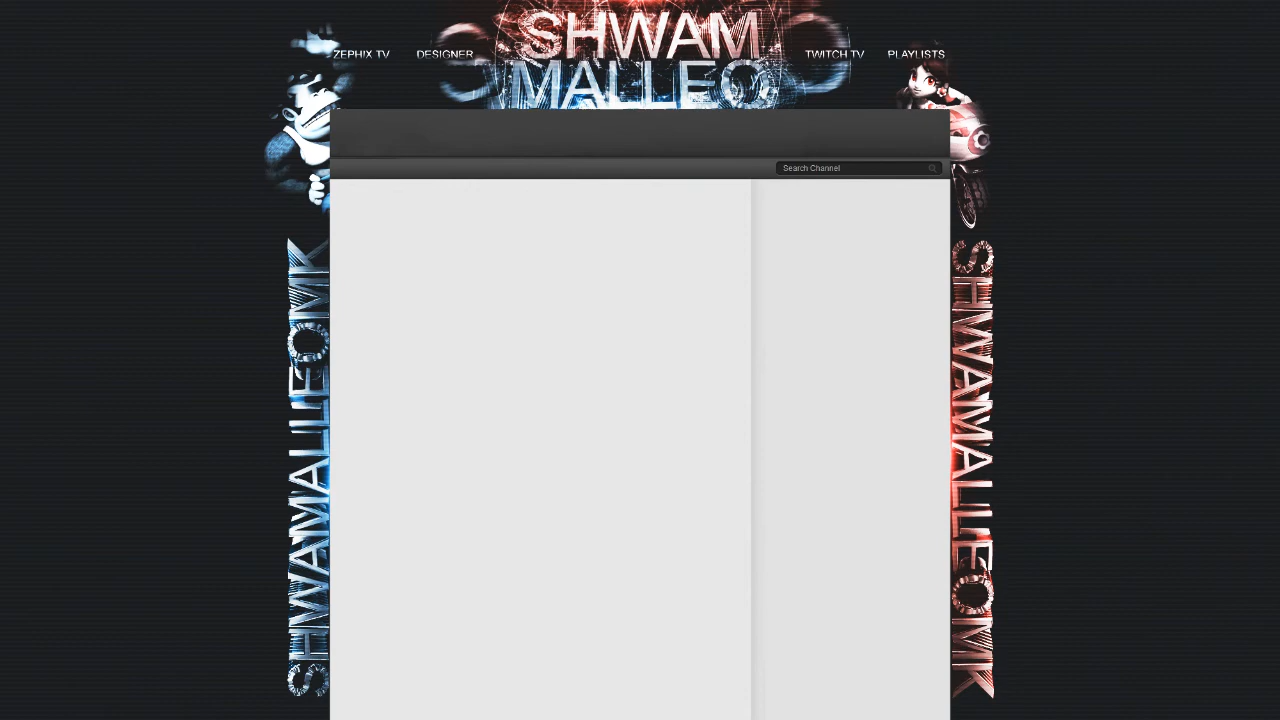 SHWAM
ZEPHIX TV DESIGNER TWITCH TV PLAYLISTS
MALLEO
Search Channel
SHWAMALLEOMK
SHWAMALLEOMK